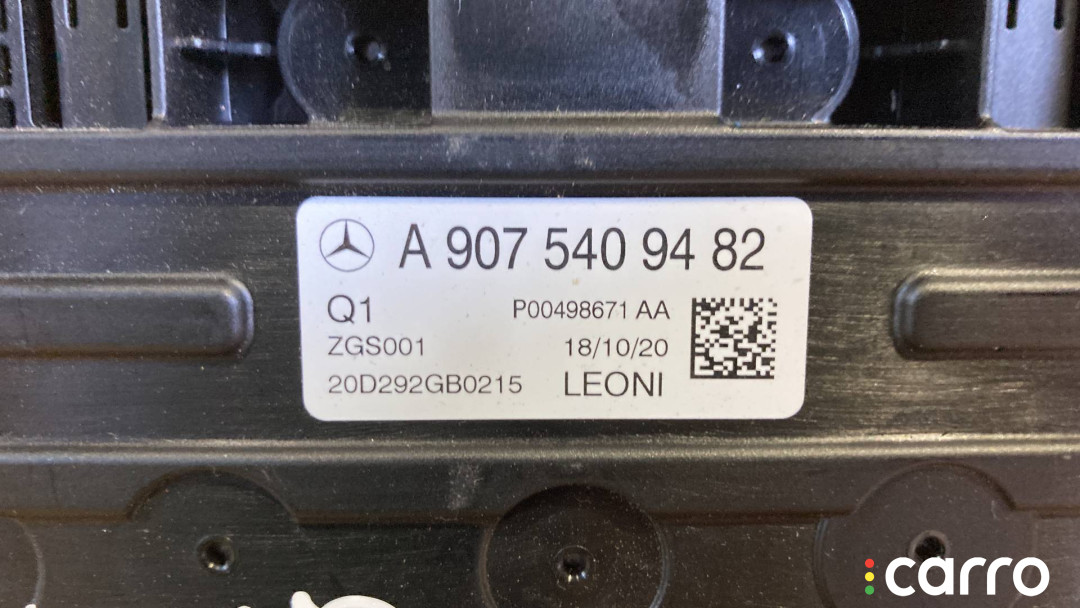 A 907 540 94 82
Q1 P00498671 AA
ZGS001 18/10/20
20D292GB0215 LEONI
carro